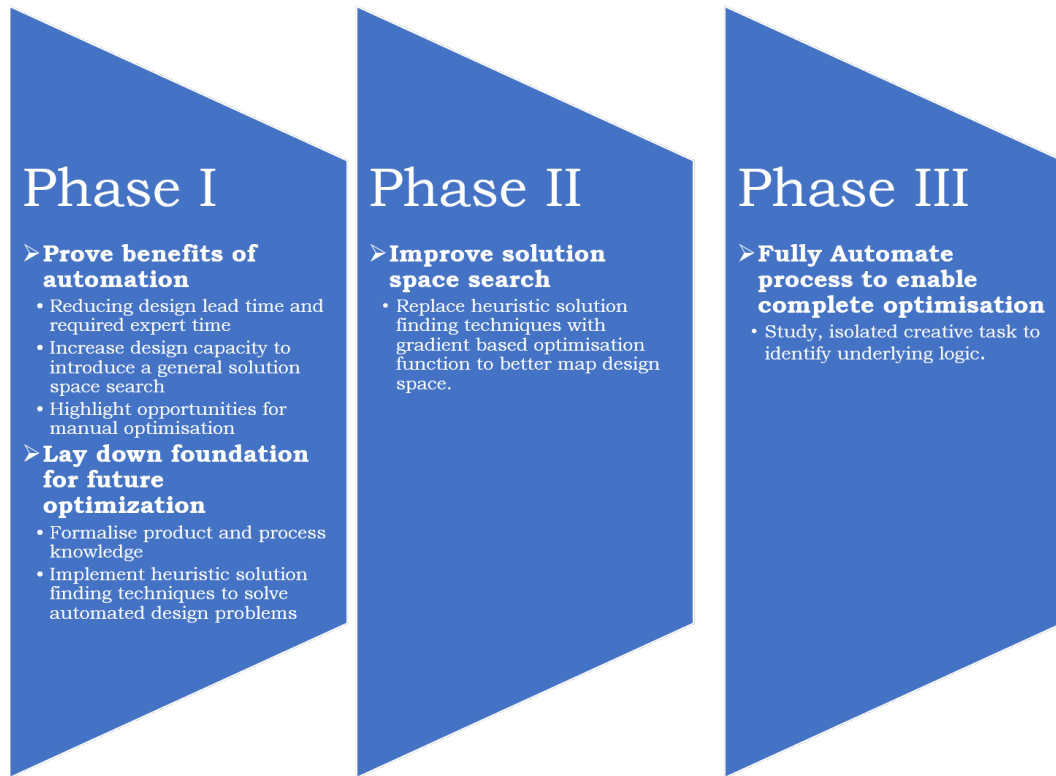 Phase I
➢Prove benefits of
automation
• Reducing design lead time and
required expert time
• Increase design capacity to
introduce a general solution
space search
• Highlight opportunities for
manual optimisation
➢Lay down foundation
for future
optimization
• Formalise product and process
knowledge
• Implement heuristic solution
finding techniques to solve
automated design problems
Phase II
➢Improve solution
space search
• Replace heuristic solution
finding techniques with
gradient based optimisation
function to better map design
space.
Phase III
➢Fully Automate
process to enable
complete optimisation
• Study, isolated creative task to
identify underlying logic.